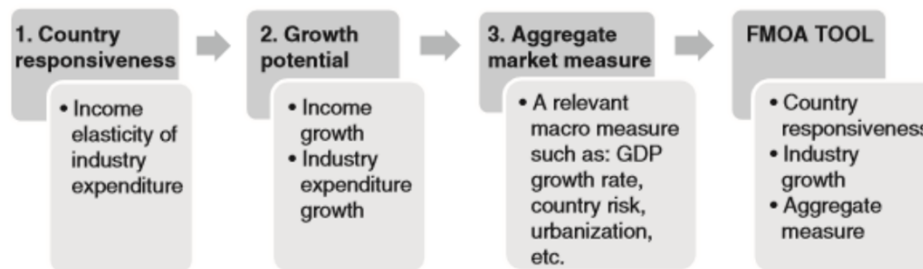 1. Country
responsiveness
• Income
elasticity of
industry
expenditure
2. Growth
potential
• Income
growth
• Industry
expenditure
growth
3. Aggregate
market measure
• A relevant
macro measure
such as: GDP
growth rate,
country risk,
urbanization,
etc.
FMOA TOOL
• Country
responsiveness
• Industry
growth
• Aggregate
measure